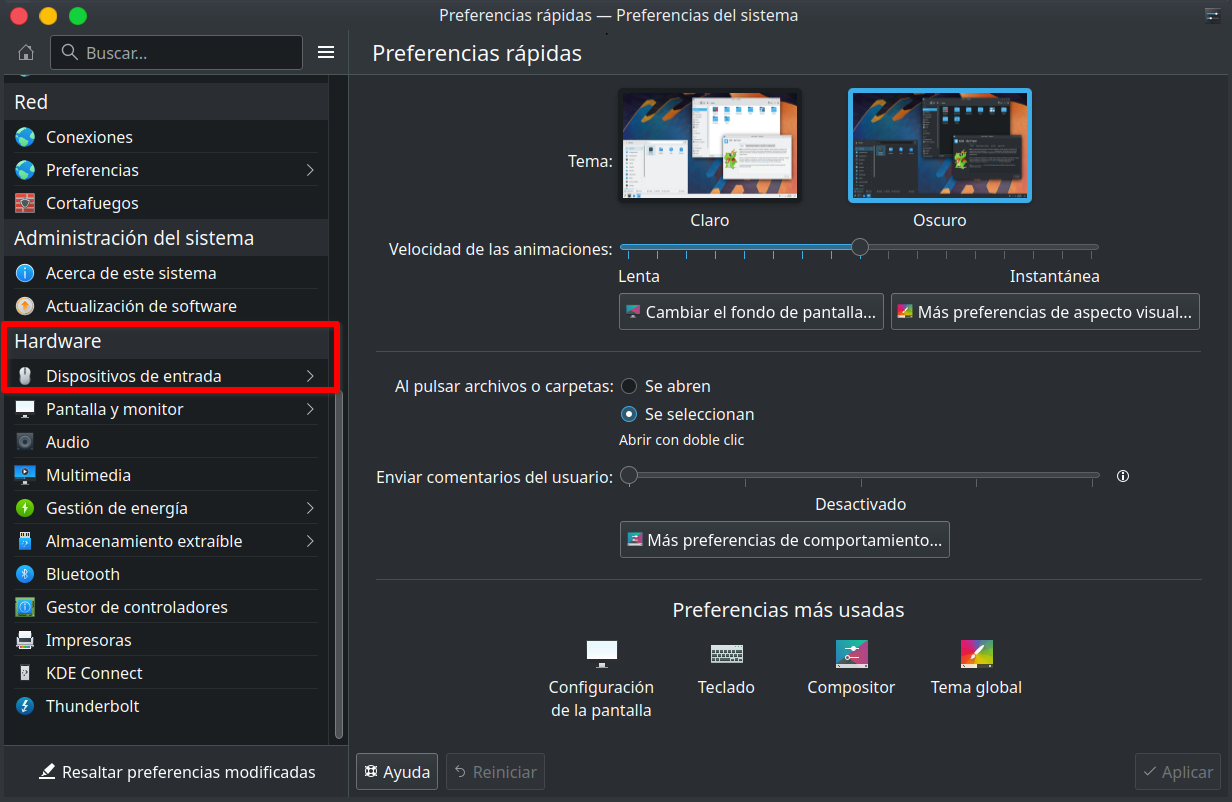 Preferencias rápidas — Preferencias del sistema
Buscar...
Preferencias rápidas
Red
Conexiones
Preferencias
Cortafuegos
Administración del sistema
Acerca de este sistema
Actualización de software
Hardware
Dispositivos de entrada
Pantalla y monitor
Audio
Multimedia
Gestión de energía
Almacenamiento extraíble
Bluetooth
Gestor de controladores
Impresoras
KDE Connect
Thunderbolt
Resaltar preferencias modificadas
Tema:
Claro
Oscuro
Velocidad de las animaciones:
Lenta
Instantánea
Cambiar el fondo de pantalla...
Más preferencias de aspecto visual...
Al pulsar archivos o carpetas:
Se abren
Se seleccionan
Abrir con doble clic
Enviar comentarios del usuario:
Desactivado
Más preferencias de comportamiento...
Preferencias más usadas
Configuración
de la pantalla
Teclado
Compositor
Tema global
Ayuda
Reiniciar
Aplicar